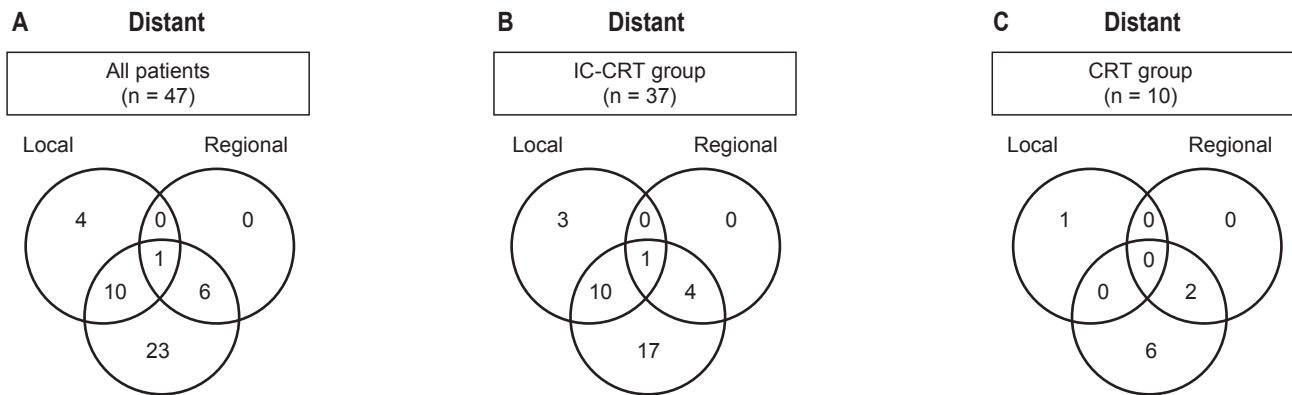 A Distant
All patients
(n = 47)
Local Regional
4 0 0
1
10 6
23
B Distant
IC-CRT group
(n = 37)
Local Regional
3 0 0
1
10 4
17
C Distant
CRT group
(n = 10)
Local Regional
1 0 0
0
0 2
6